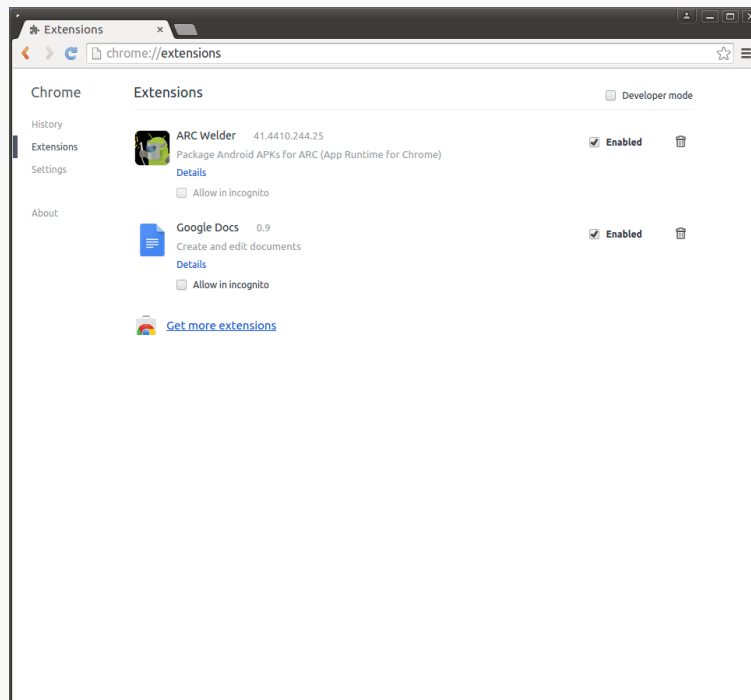 Extensions
chrome://extensions
Chrome
Extensions
Developer mode
History
Extensions
Settings
About
ARC Welder 41.4410.244.25
Enabled
Package Android APKs for ARC (App Runtime for Chrome)
Details
Allow in incognito
Google Docs 0.9
Enabled
Create and edit documents
Details
Allow in incognito
Get more extensions